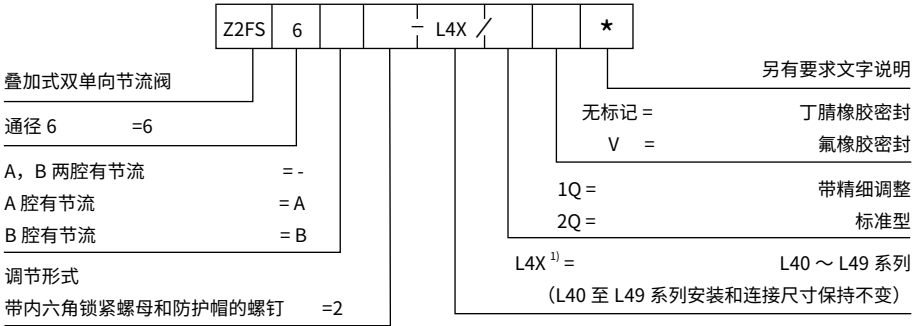 Z2FS 6 - L4X / *
叠加式双单向节流阀
通径 6 =6
A，B 两腔有节流 = -
A 腔有节流 = A
B 腔有节流 = B
调节形式
带内六角锁紧螺母和防护帽的螺钉 =2
另有要求文字说明
无标记 = 丁腈橡胶密封
V = 氟橡胶密封
1Q = 带精细调整
2Q = 标准型
L4X 1) = L40 ～ L49 系列
（L40 至 L49 系列安装和连接尺寸保持不变）